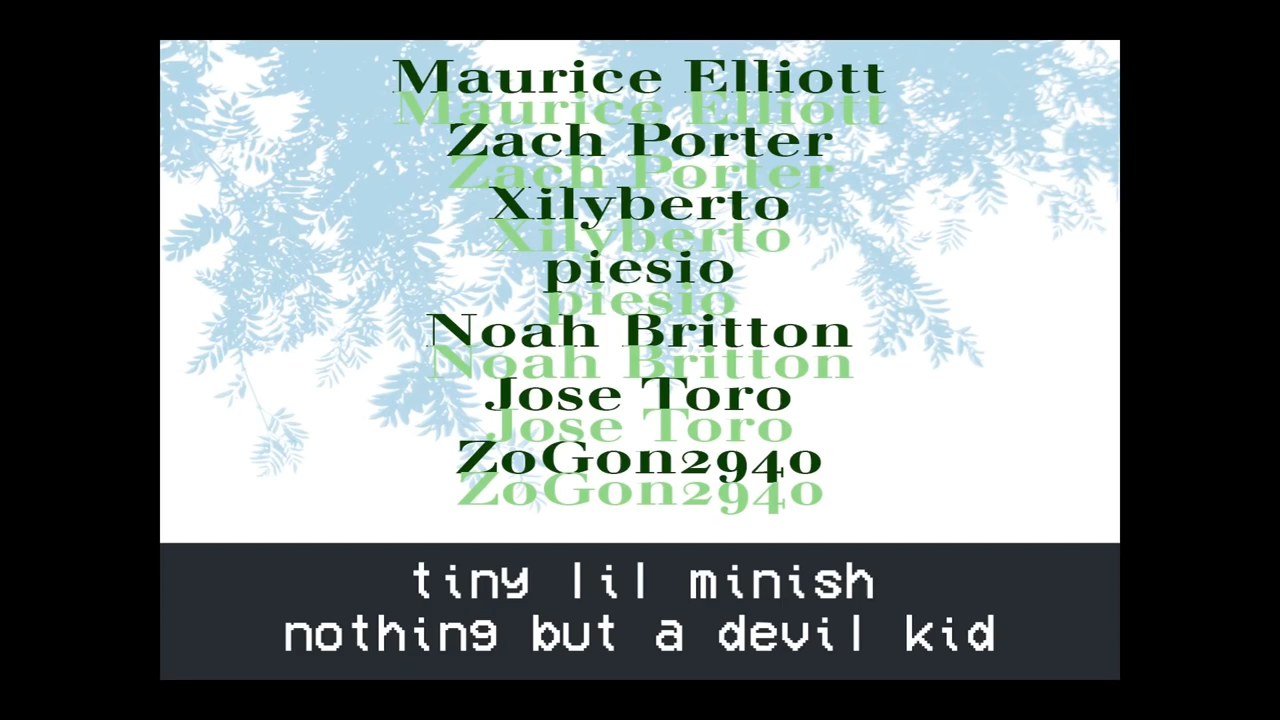 Maurice Elliott
Zach Porter
Xilyberto
piesio
Noah Britton
Jose Toro
ZoGon2940
tiny lil minish
nothing but a devil kid